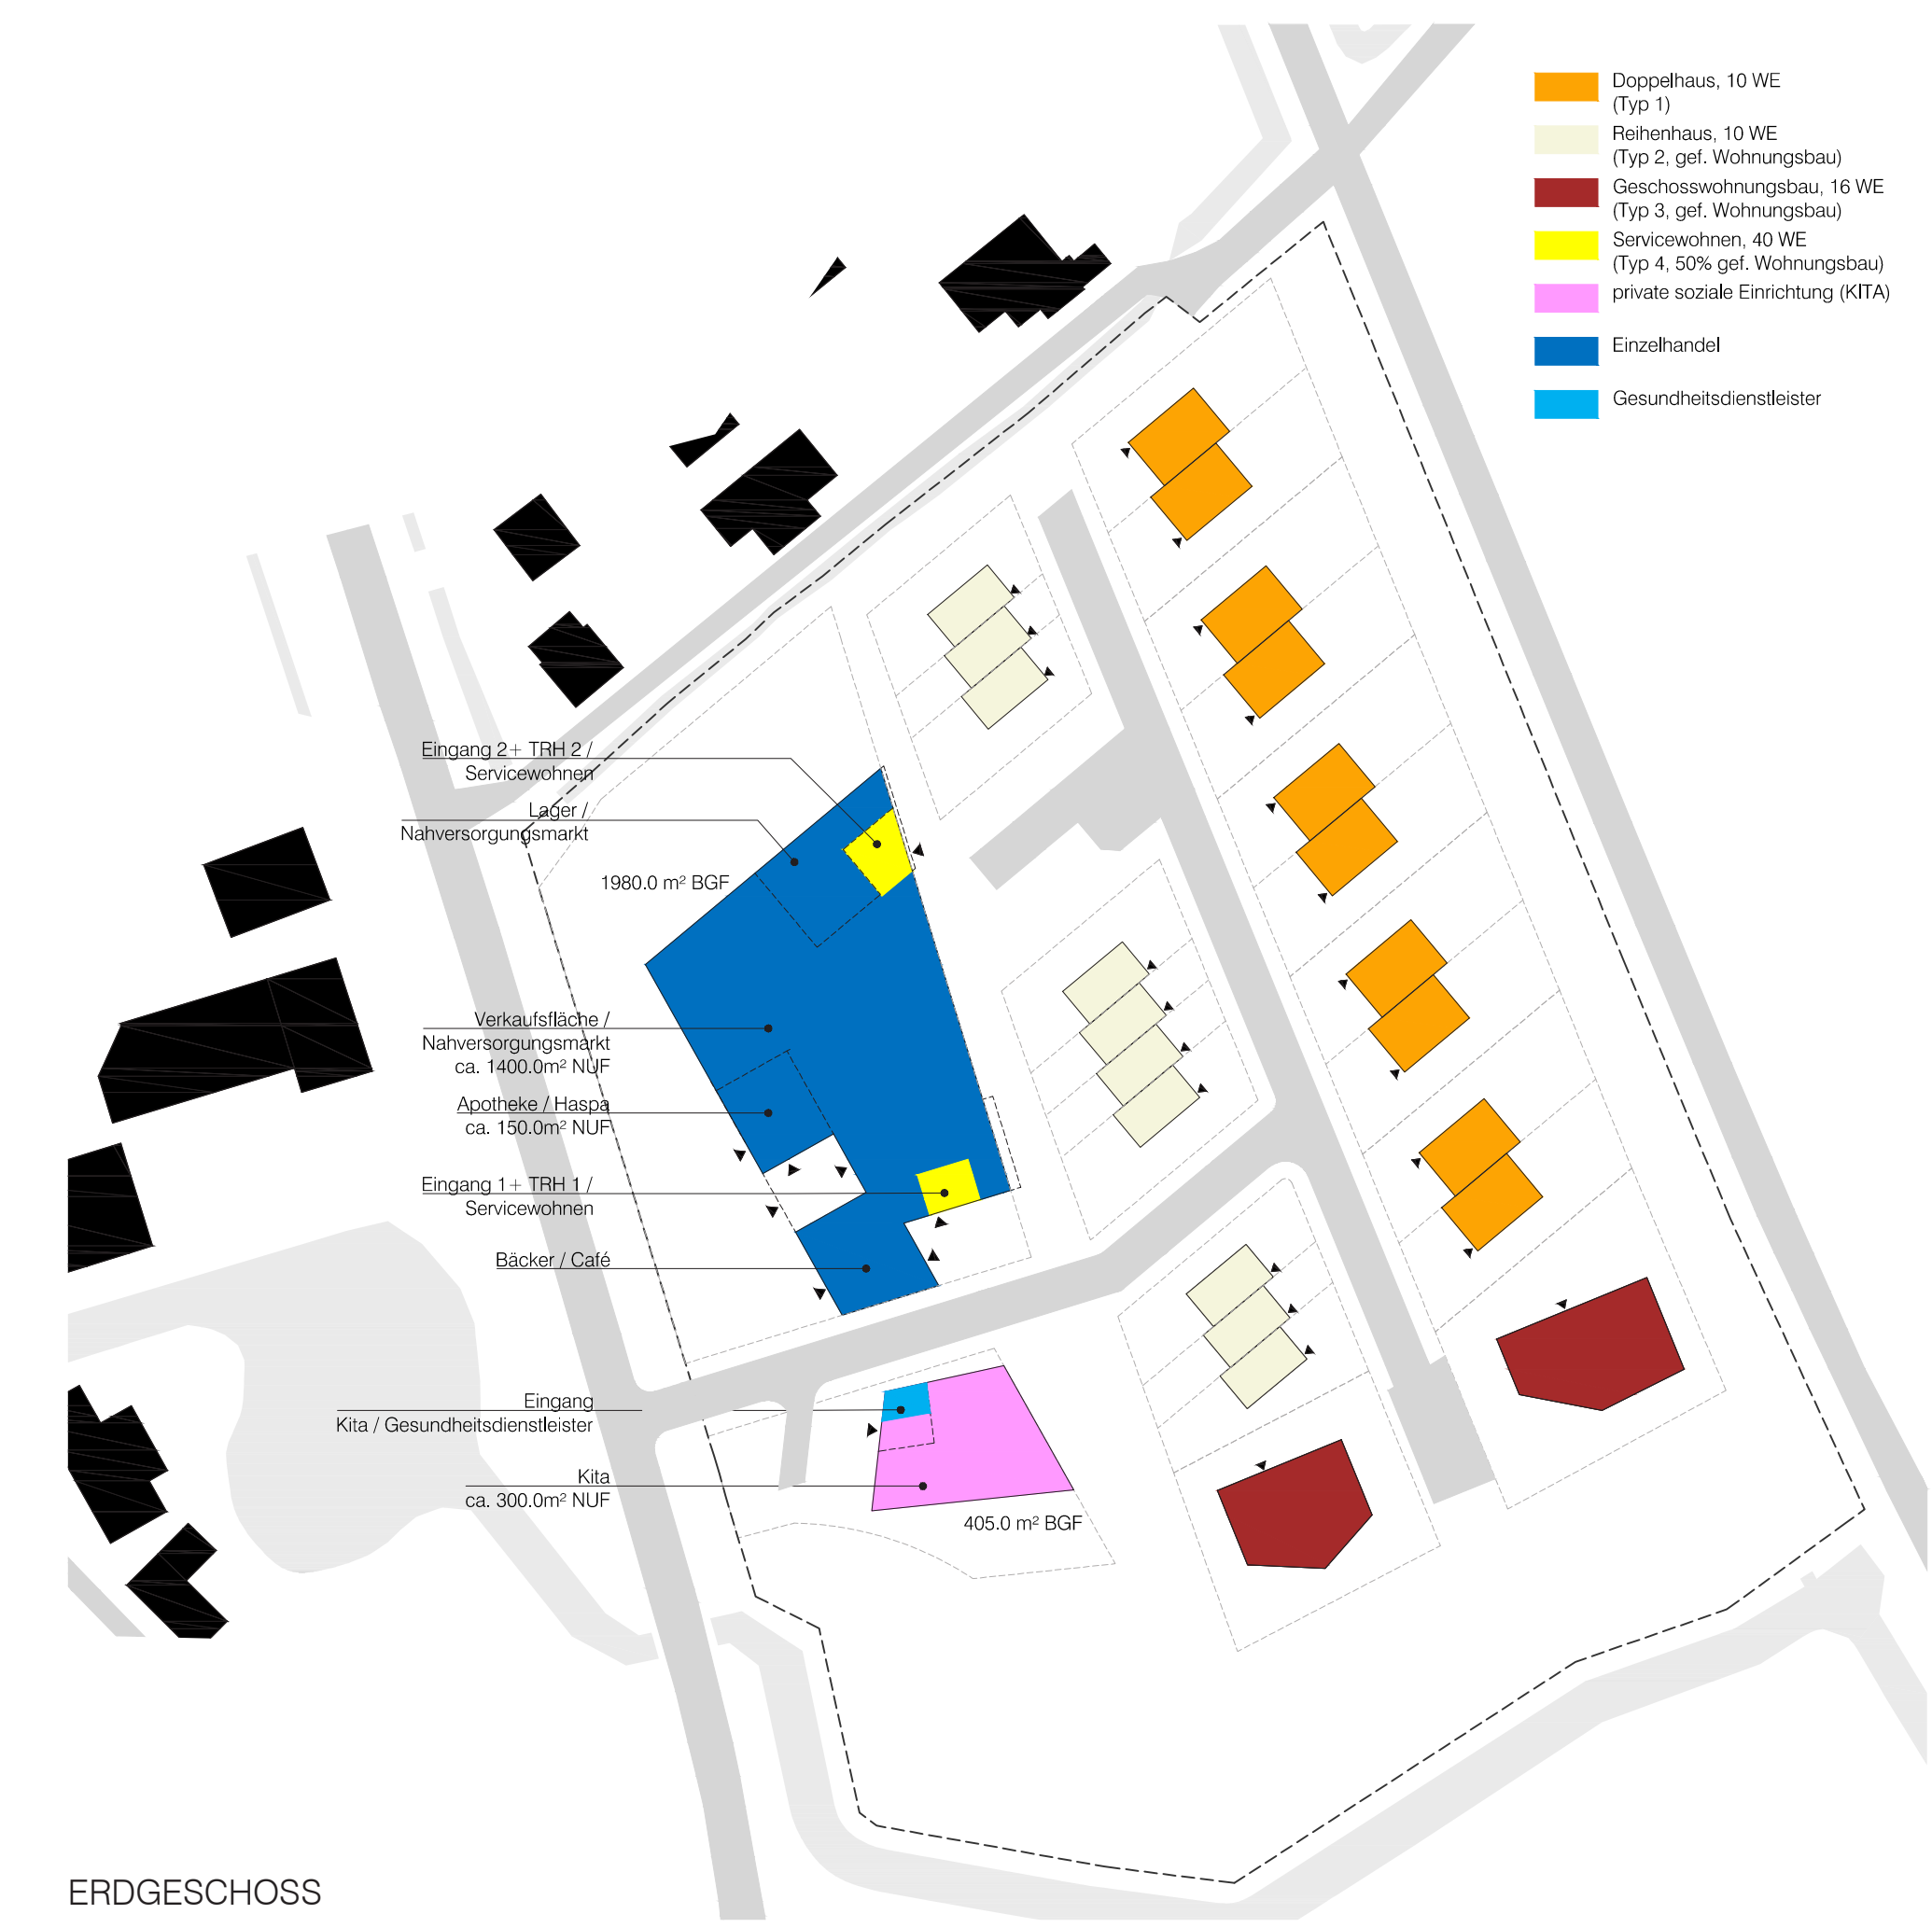 Doppelhaus, 10 WE
(Typ 1)
Reihenhaus, 10 WE
(Typ 2, gef. Wohnungsbau)
Geschosswohnungsbau, 16 WE
(Typ 3, gef. Wohnungsbau)
Servicewohnen, 40 WE
(Typ 4, 50% gef. Wohnungsbau)
private soziale Einrichtung (KITA)
Einzelhandel
Gesundheitsdienstleister
Eingang 2+ TRH 2 /
Servicewohnen
Lager /
Nahversorgungsmarkt
1980.0 m² BGF
Verkaufsfläche /
Nahversorgungsmarkt
ca. 1400.0m² NUF
Apotheke / Haspa
ca. 150.0m² NUF
Eingang 1+ TRH 1 /
Servicewohnen
Bäcker / Café
Eingang
Kita / Gesundheitsdienstleister
Kita
ca. 300.0m² NUF
405.0 m² BGF
ERDGESCHOSS